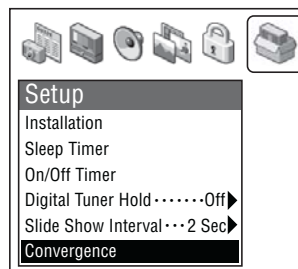 Setup
Installation
Sleep Timer
On/Off Timer
Digital Tuner Hold ······· Off
Slide Show Interval ··· 2 Sec
Convergence